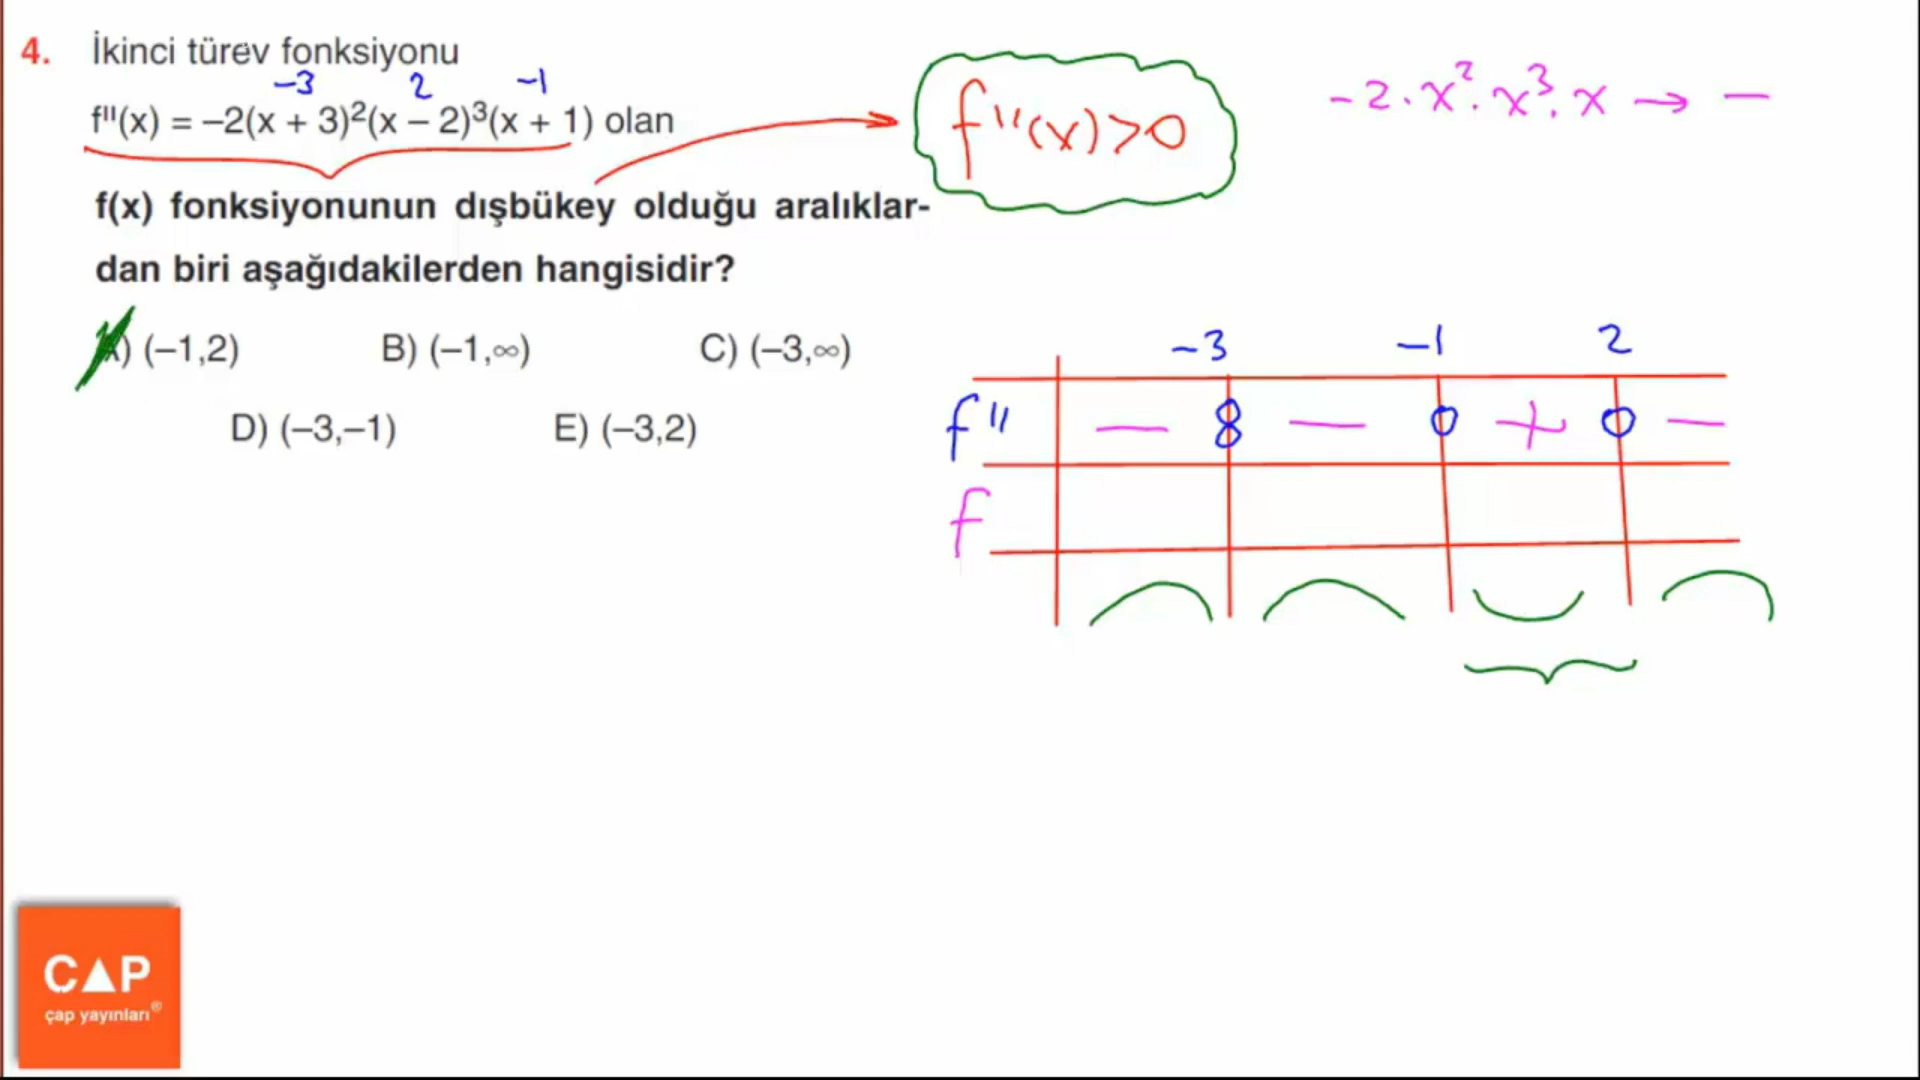 4. İkinci türev fonksiyonu
-3 2 -1
f''(x) = –2(x + 3)²(x – 2)³(x + 1) olan
f''(x)>0
-2.x².x³.x → -
f(x) fonksiyonunun dışbükey olduğu aralıklar-
dan biri aşağıdakilerden hangisidir?
A) (–1,2) B) (–1,∞) C) (–3,∞)
D) (–3,–1) E) (–3,2)
-3 -1 2
f'' - 8 - 0 + 0 -
f
CAP
çap yayınları®